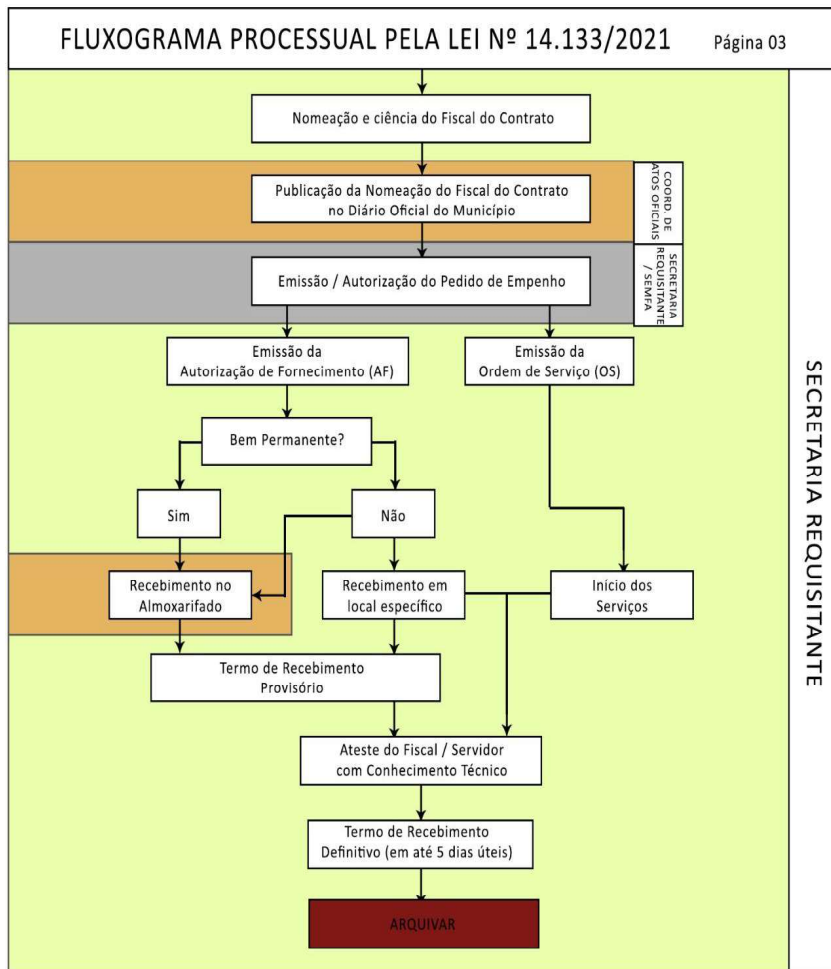 FLUXOGRAMA PROCESSUAL PELA LEI Nº 14.133/2021
Página 03
Nomeação e ciência do Fiscal do Contrato
Publicação da Nomeação do Fiscal do Contrato
no Diário Oficial do Município
COORD. DE
ATOS OFICIAIS
Emissão / Autorização do Pedido de Empenho
SECRETARIA
REQUISITANTE
/ SEMFA
Emissão da
Autorização de Fornecimento (AF)
Emissão da
Ordem de Serviço (OS)
Bem Permanente?
Sim
Não
Recebimento no
Almoxarifado
Recebimento em
local específico
Início dos
Serviços
Termo de Recebimento
Provisório
Ateste do Fiscal / Servidor
com Conhecimento Técnico
Termo de Recebimento
Definitivo (em até 5 dias úteis)
ARQUIVAR
SECRETARIA REQUISITANTE